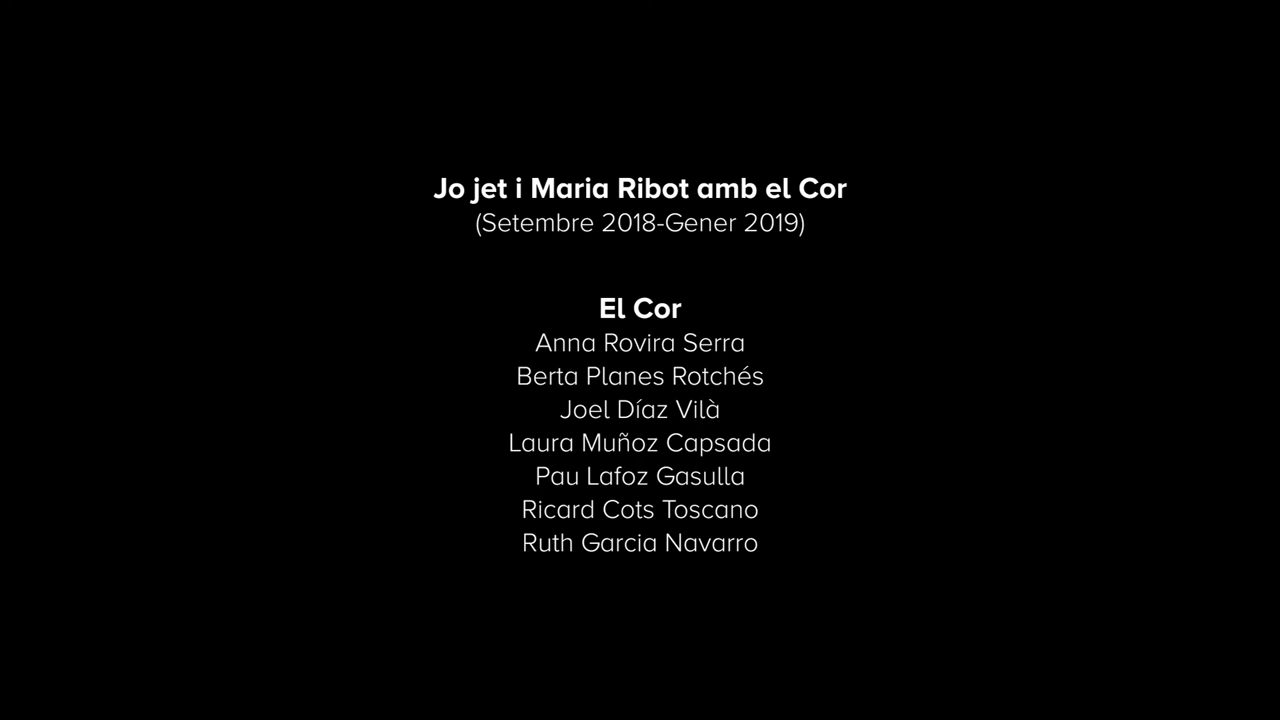 Jo jet i Maria Ribot amb el Cor
(Setembre 2018-Gener 2019)
El Cor
Anna Rovira Serra
Berta Planes Rotchés
Joel Díaz Vilà
Laura Muñoz Capsada
Pau Lafoz Gasulla
Ricard Cots Toscano
Ruth Garcia Navarro